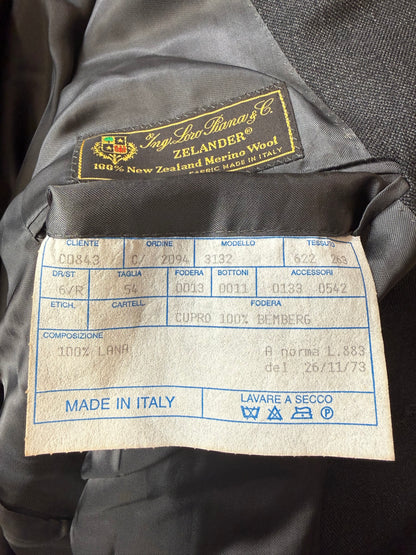 Ing. Loro Piana & C.
ZELANDER®
100% New Zealand Merino Wool
FABRIC MADE IN ITALY
CLIENTE ORDINE MODELLO TESSUTO
00843 C/ 2094 3132 622 263
DR/ST TAGLIA FODERA BOTTONI ACCESSORI
6/R 54 0013 0011 0133 0542
ETICH. CARTELL FODERA
CUPRO 100% BEMBERG
COMPOSIZIONE
100% LANA A norma L.883
del 26/11/73
MADE IN ITALY LAVARE A SECCO
P